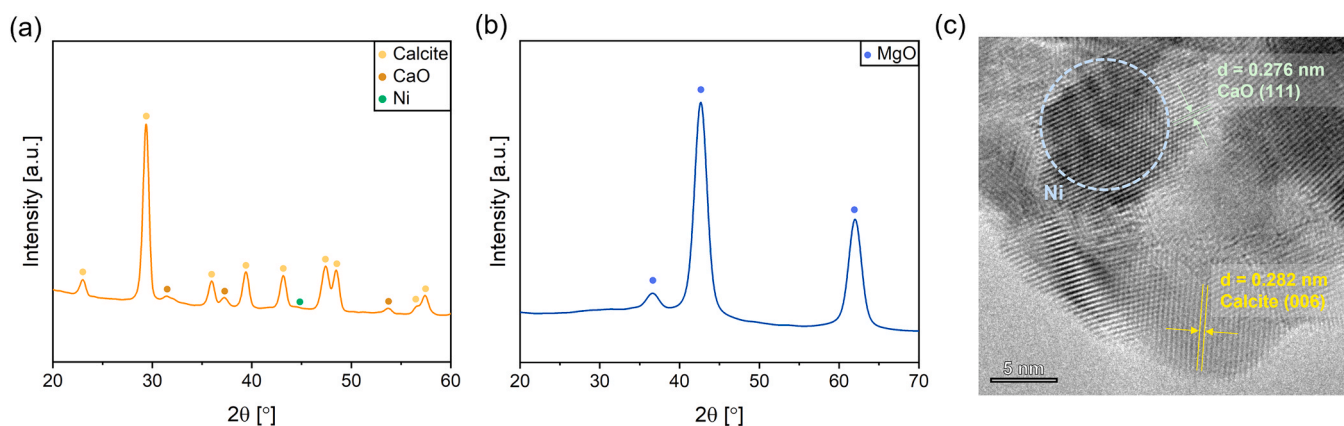 (a)
Calcite
CaO
Ni
Intensity [a.u.]
20 30 40 50 60
2θ [°]
(b)
MgO
Intensity [a.u.]
20 30 40 50 60 70
2θ [°]
(c)
d = 0.276 nm
CaO (111)
Ni
d = 0.282 nm
Calcite (006)
5 nm